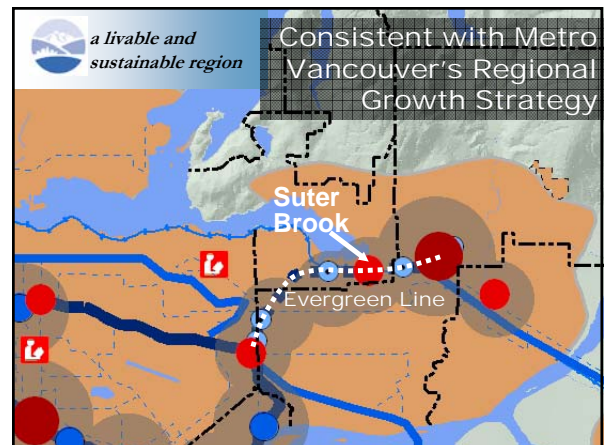 a livable and
sustainable region
Consistent with Metro
Vancouver's Regional
Growth Strategy
Suter
Brook
Evergreen Line